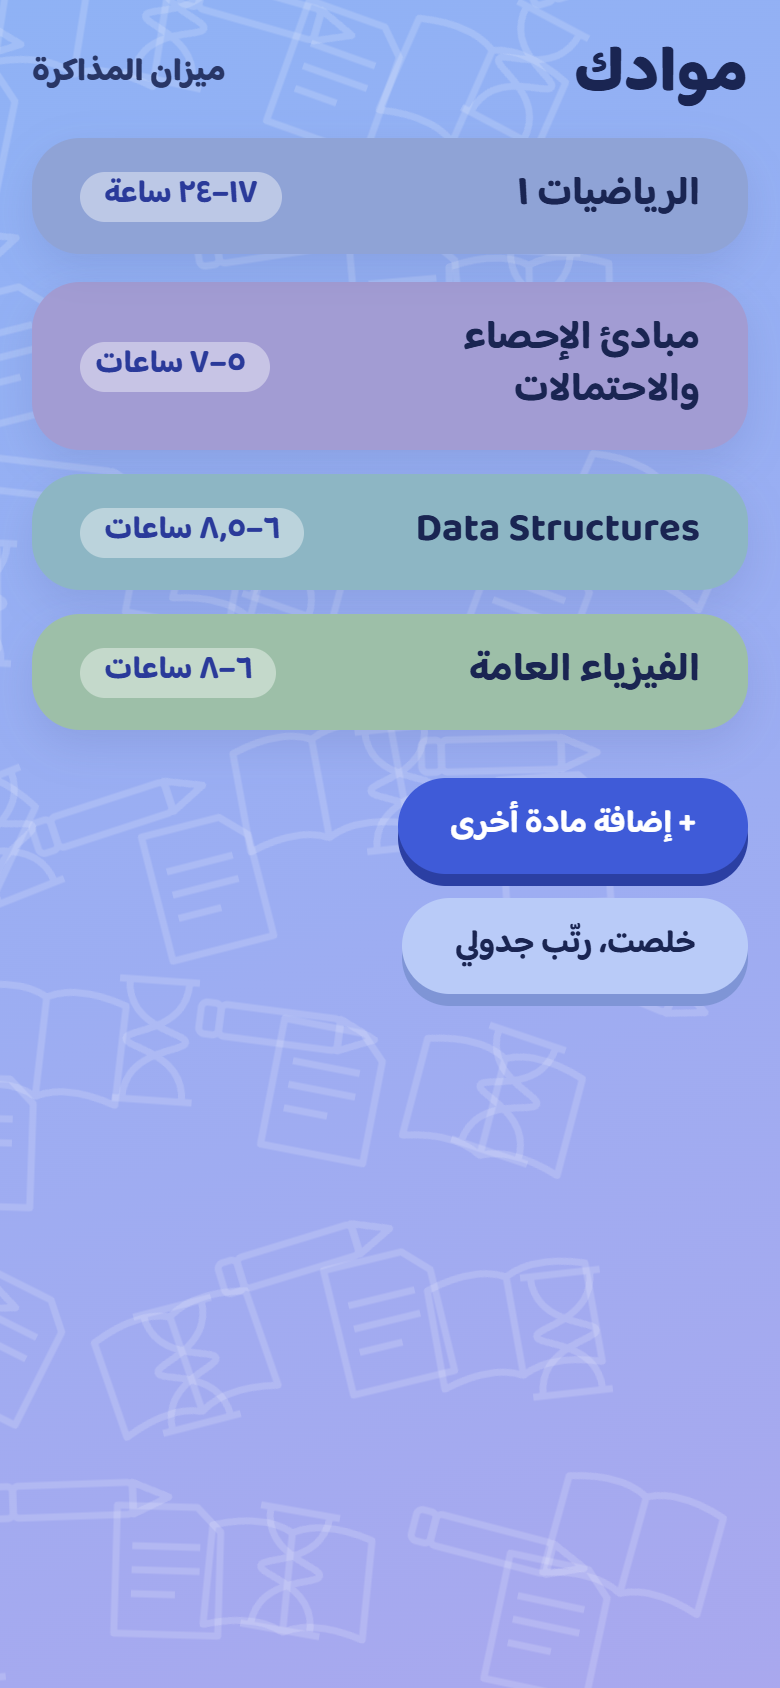 موادك
ميزان المذاكرة
الرياضيات ١
١٧–٢٤ ساعة
مبادئ الإحصاء
والاحتمالات
٥–٧ ساعات
Data Structures
٦–٨,٥ ساعات
الفيزياء العامة
٦–٨ ساعات
+ إضافة مادة أخرى
خلصت، رتّب جدولي